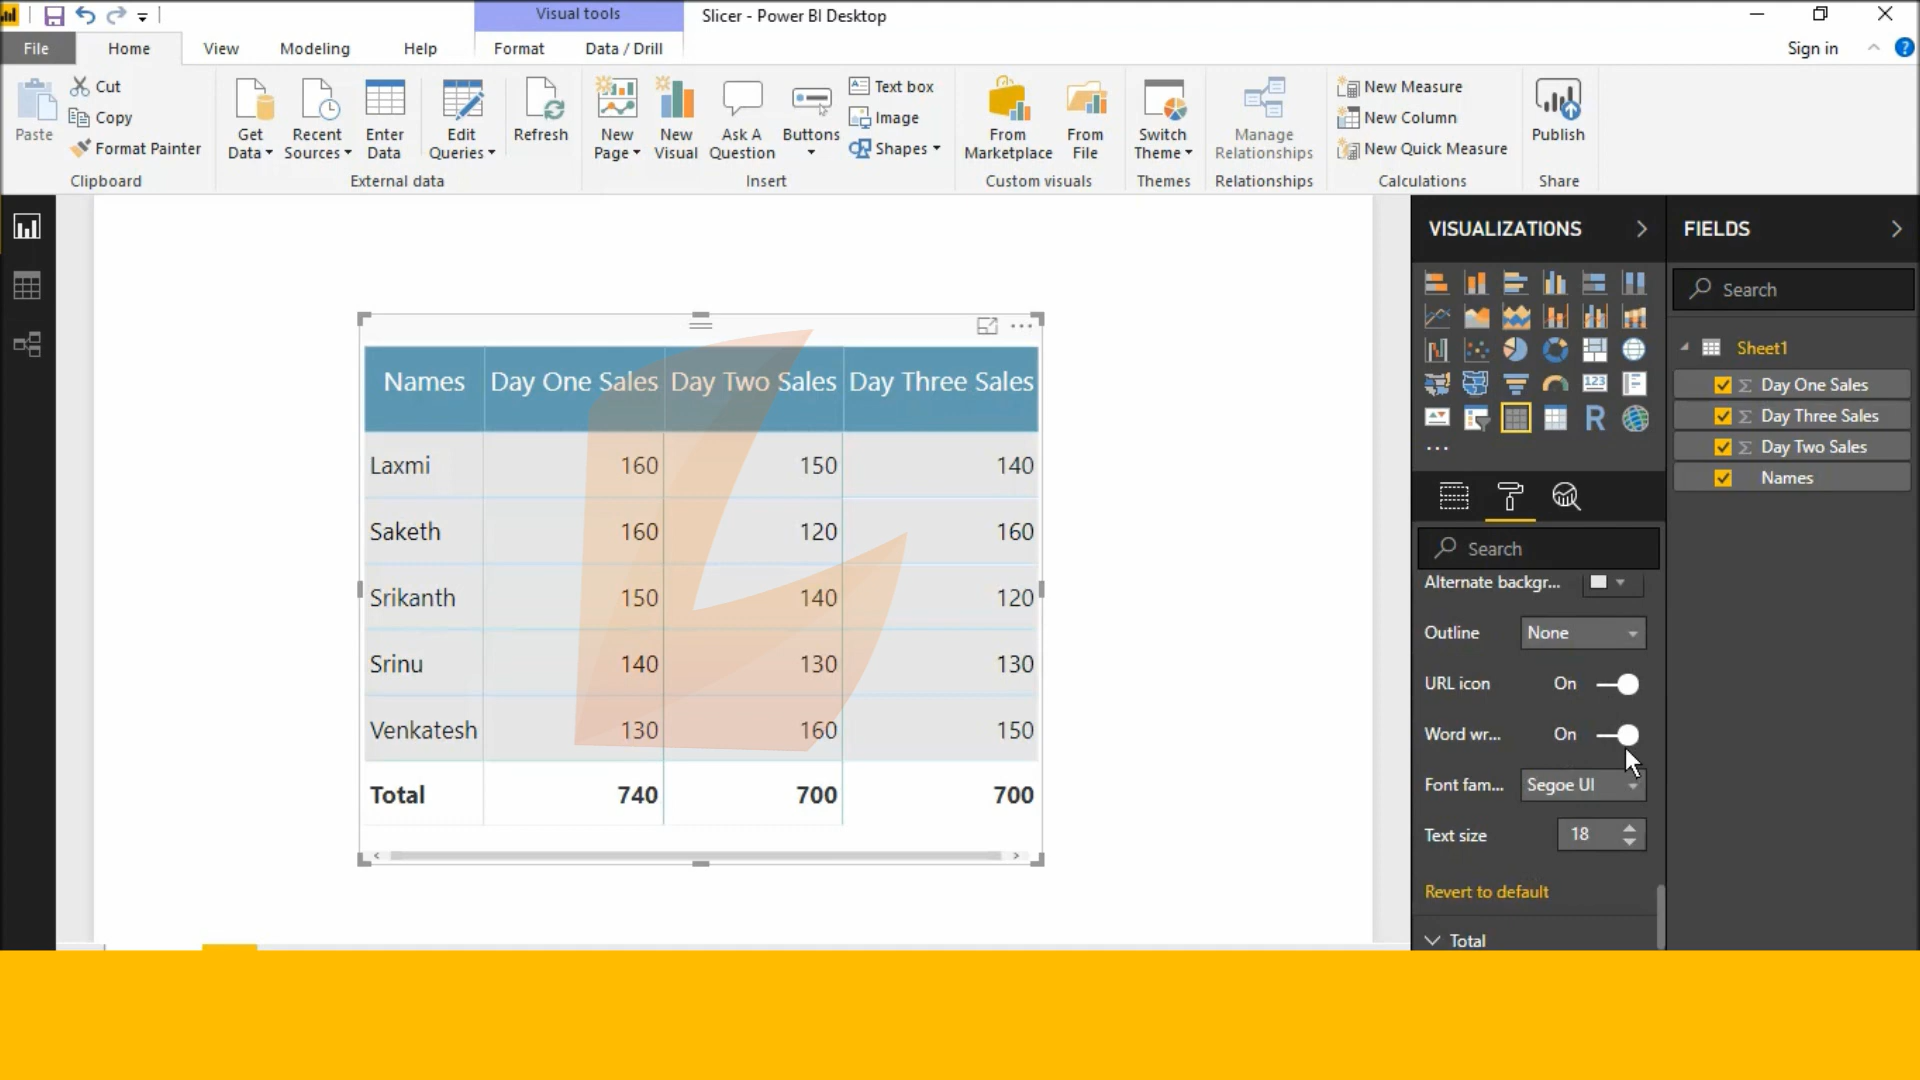 Visual tools
Slicer - Power BI Desktop
File Home View Modeling Help Format Data / Drill Sign in
Paste
Cut
Copy
Format Painter
Clipboard
Get Data
Recent Sources
Enter Data
Edit Queries
Refresh
External data
New Page
New Visual
Ask A Question
Buttons
Text box
Image
Shapes
Insert
From Marketplace
From File
Custom visuals
Switch Theme
Themes
Manage Relationships
Relationships
New Measure
New Column
New Quick Measure
Calculations
Publish
Share
Names Day One Sales Day Two Sales Day Three Sales
Laxmi 160 150 140
Saketh 160 120 160
Srikanth 150 140 120
Srinu 140 130 130
Venkatesh 130 160 150
Total 740 700 700
VISUALIZATIONS
123
R
Search
Alternate backgr...
Outline None
URL icon On
Word wr... On
Font fam... Segoe UI
Text size 18
Revert to default
Total
FIELDS
Search
Sheet1
Σ Day One Sales
Σ Day Three Sales
Σ Day Two Sales
Names